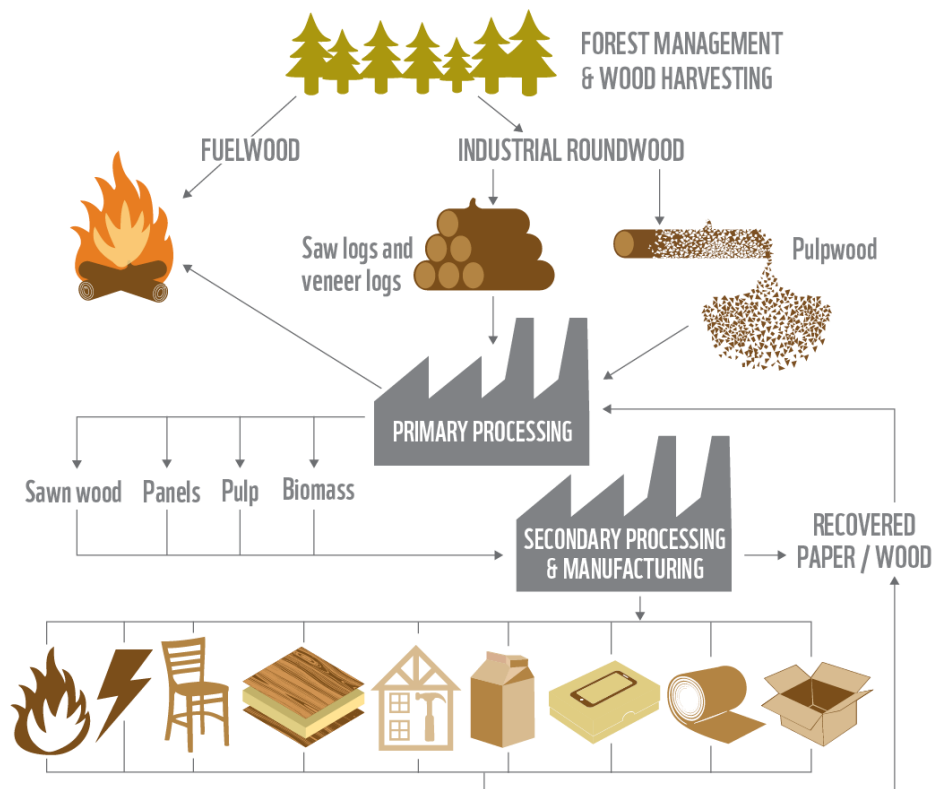 FOREST MANAGEMENT
& WOOD HARVESTING
FUELWOOD
INDUSTRIAL ROUNDWOOD
Saw logs and
veneer logs
Pulpwood
PRIMARY PROCESSING
Sawn wood
Panels
Pulp
Biomass
SECONDARY PROCESSING
& MANUFACTURING
RECOVERED
PAPER / WOOD